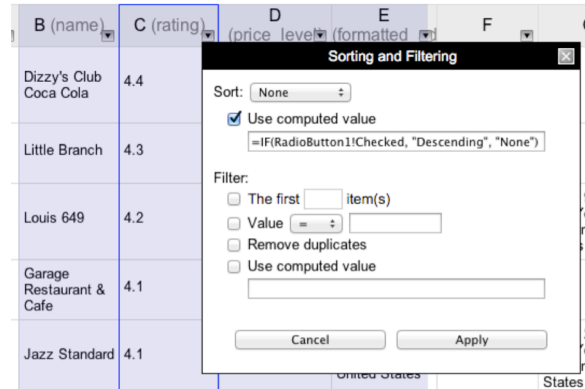 B (name)
C (rating)
D
(price_level
E
(formatted_
F
Sorting and Filtering
Sort: None
Use computed value
=IF(RadioButton1!Checked, "Descending", "None")
Filter:
The first item(s)
Value =
Remove duplicates
Use computed value
Cancel
Apply
Dizzy's Club
Coca Cola
4.4
Little Branch
4.3
Louis 649
4.2
Garage
Restaurant &
Cafe
4.1
Jazz Standard
4.1
United States
States